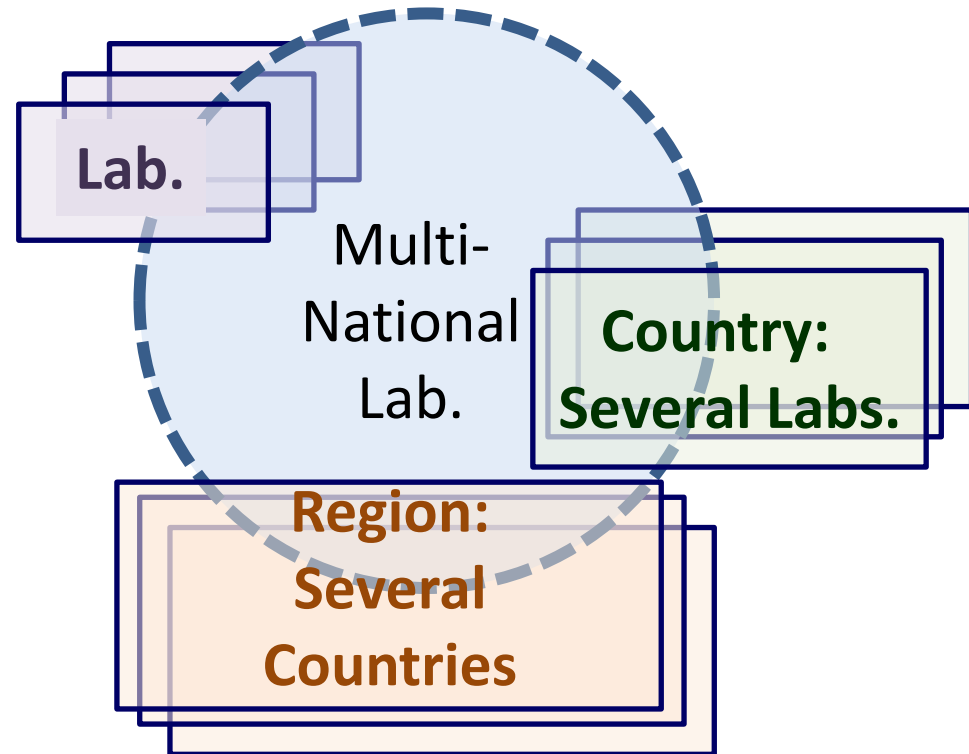 Lab.
Multi-
National
Lab.
Country:
Several Labs.
Region:
Several
Countries